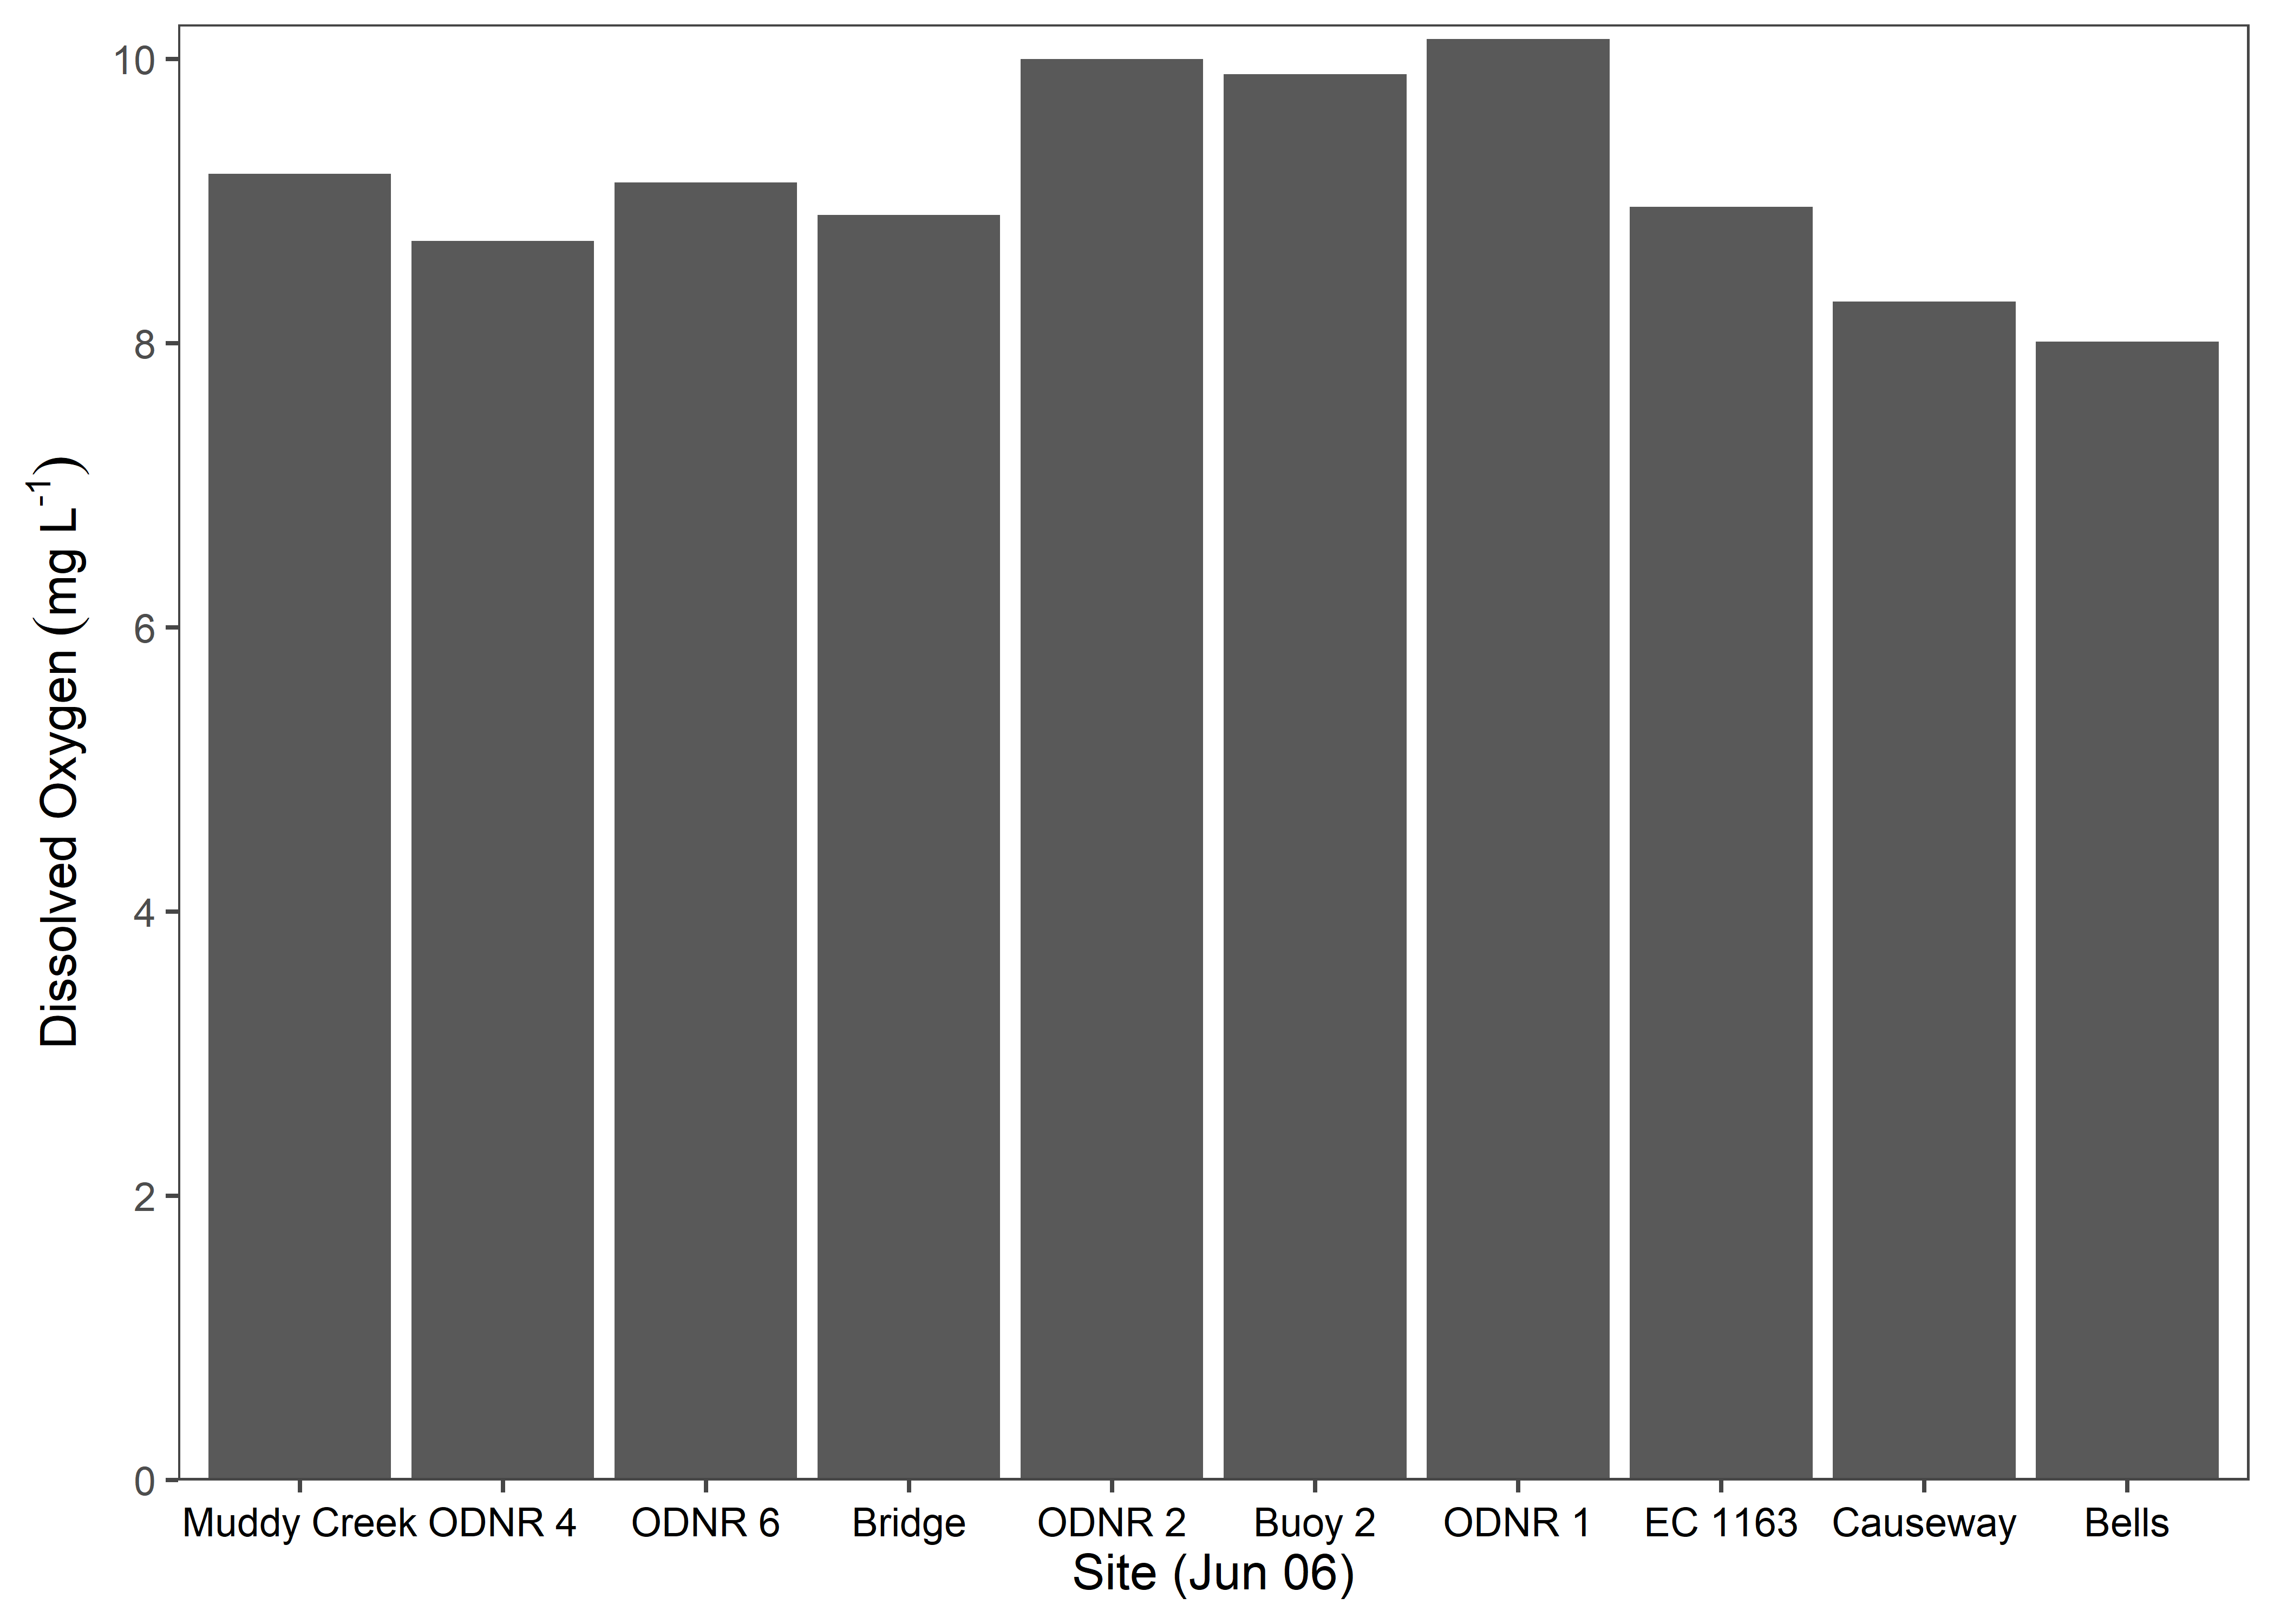 Dissolved Oxygen (mg L-1)
10
8
6
4
2
0
Muddy Creek ODNR 4 ODNR 6 Bridge ODNR 2 Buoy 2 ODNR 1 EC 1163 Causeway Bells
Site (Jun 06)